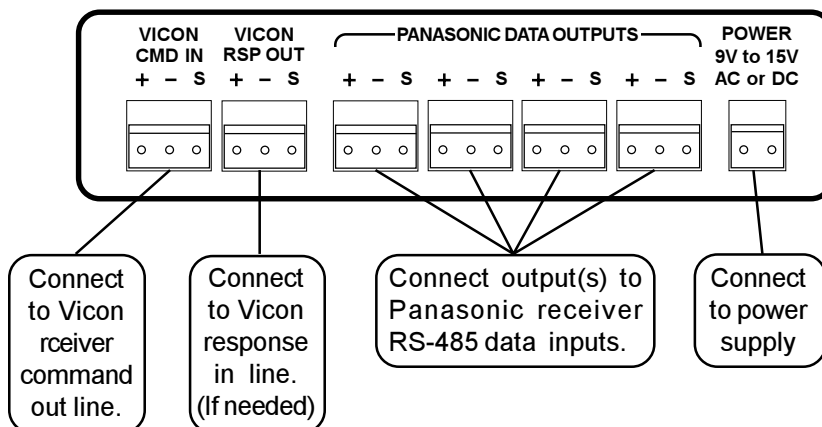 VICON CMD IN
+ – S
VICON RSP OUT
+ – S
PANASONIC DATA OUTPUTS
+ – S + – S + – S + – S
POWER
9V to 15V
AC or DC
Connect
to Vicon
rceiver
command
out line.
Connect
to Vicon
response
in line.
(If needed)
Connect output(s) to
Panasonic receiver
RS-485 data inputs.
Connect
to power
supply